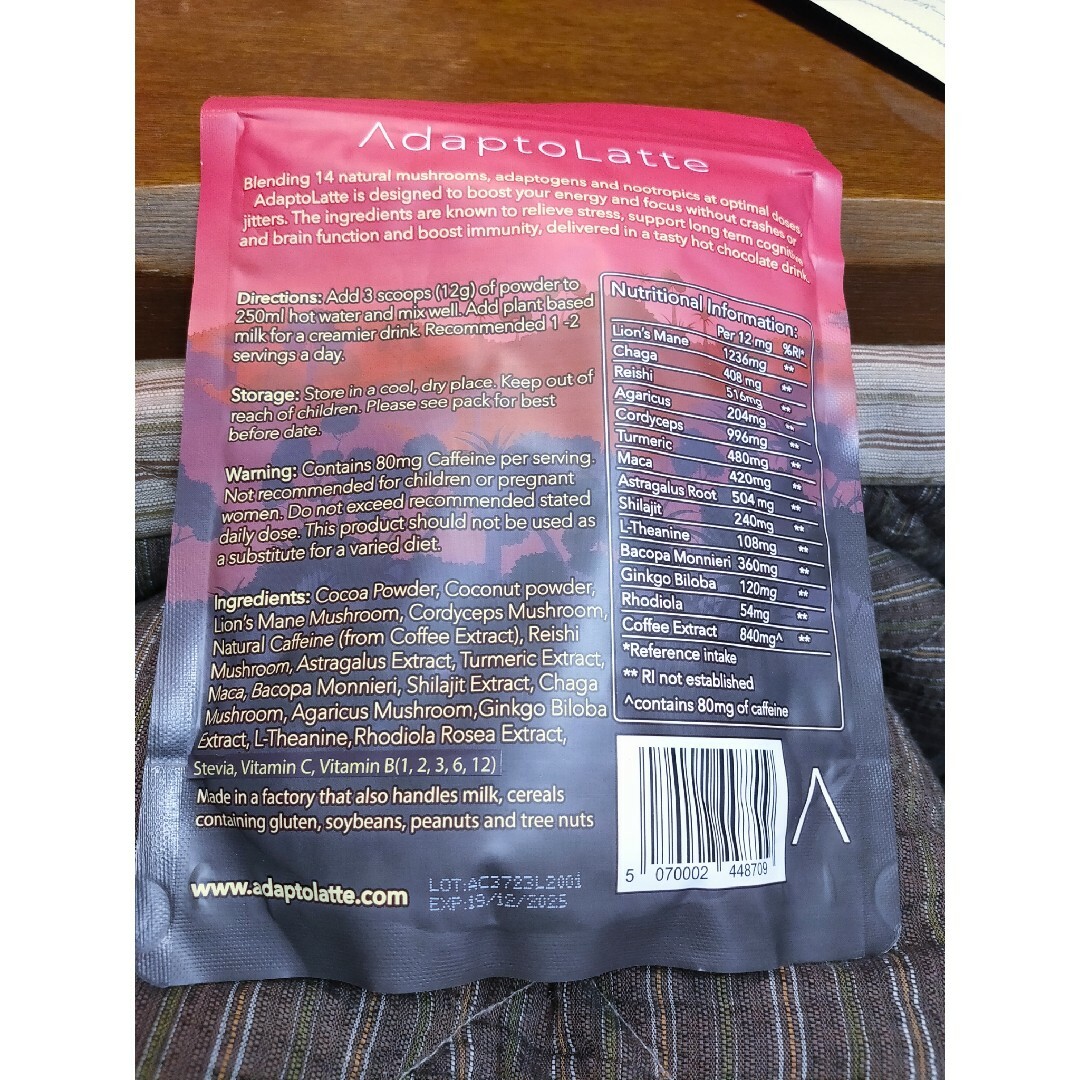 AdaptoLatte
Blending 14 natural mushrooms, adaptogens and nootropics at optimal doses,
AdaptoLatte is designed to boost your energy and focus without crashes or
jitters. The ingredients are known to relieve stress, support long term cognitive
and brain function and boost immunity, delivered in a tasty hot chocolate drink.
Directions: Add 3 scoops (12g) of powder to
250ml hot water and mix well. Add plant based
milk for a creamier drink. Recommended 1 -2
servings a day.
Storage: Store in a cool, dry place. Keep out of
reach of children. Please see pack for best
before date.
Warning: Contains 80mg Caffeine per serving.
Not recommended for children or pregnant
women. Do not exceed recommended stated
daily dose. This product should not be used as
a substitute for a varied diet.
Ingredients: Cocoa Powder, Coconut powder,
Lion's Mane Mushroom, Cordyceps Mushroom,
Natural Caffeine (from Coffee Extract), Reishi
Mushroom, Astragalus Extract, Turmeric Extract,
Maca, Bacopa Monnieri, Shilajit Extract, Chaga
Mushroom, Agaricus Mushroom,Ginkgo Biloba
Extract, L-Theanine, Rhodiola Rosea Extract,
Stevia, Vitamin C, Vitamin B(1, 2, 3, 6, 12)
Made in a factory that also handles milk, cereals
containing gluten, soybeans, peanuts and tree nuts
www.adaptolatte.com
LOT:AC3723L2001
EXP:19/12/2025
Nutritional Information:
Per 12 mg %RI*
Lion's Mane 1236mg **
Chaga 408 mg **
Reishi 516mg **
Agaricus 204mg **
Cordyceps 996mg **
Turmeric 480mg **
Maca 420mg **
Astragalus Root 504 mg **
Shilajit 240mg **
L-Theanine 108mg **
Bacopa Monnieri 360mg **
Ginkgo Biloba 120mg **
Rhodiola 54mg **
Coffee Extract 840mg^ **
*Reference intake
** RI not established
^contains 80mg of caffeine
5 070002 448709